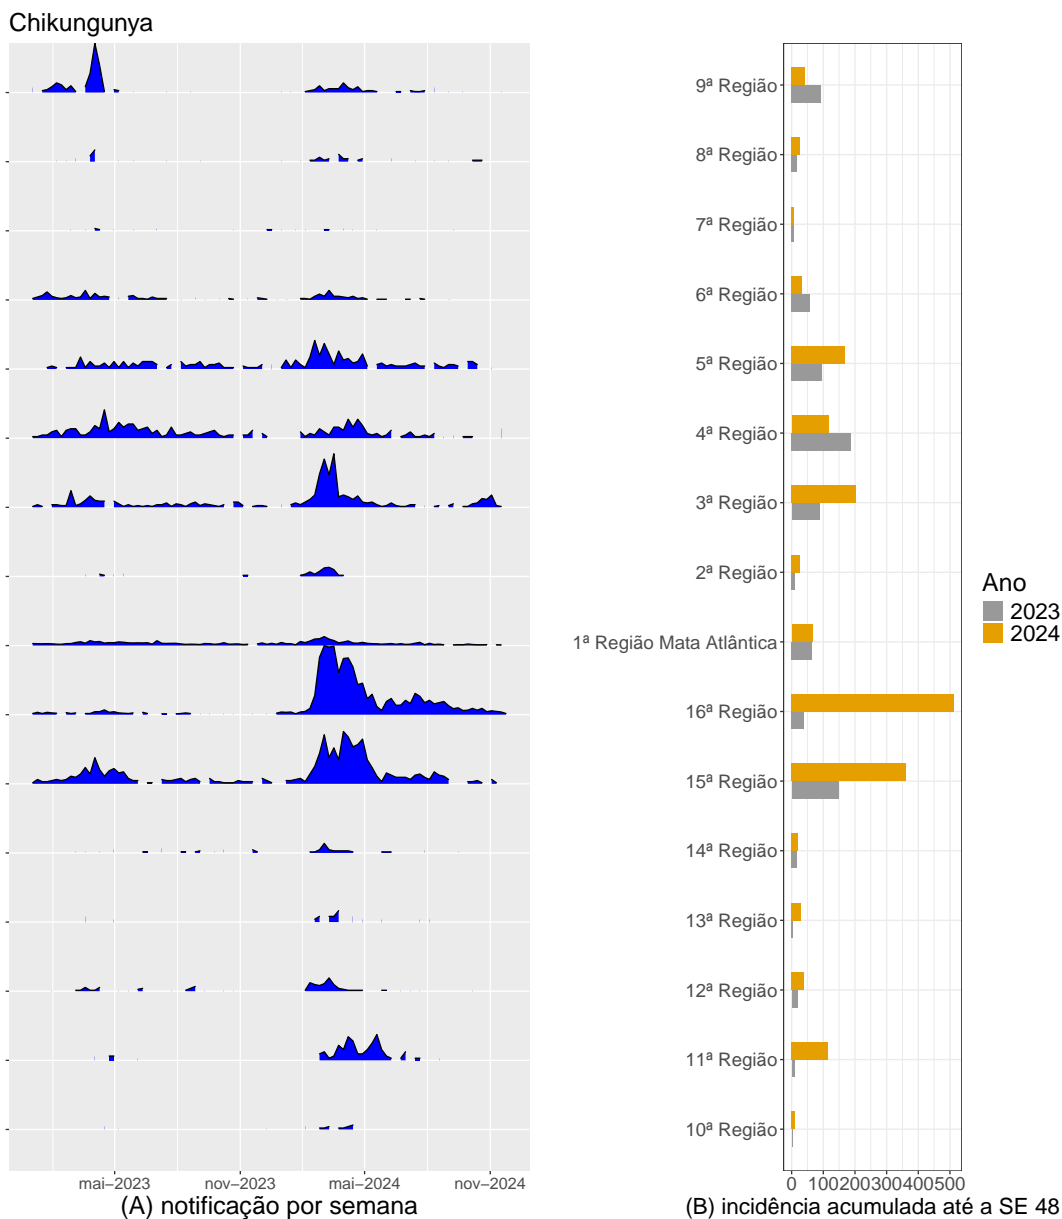 Chikungunya
9ª Região
8ª Região
7ª Região
6ª Região
5ª Região
4ª Região
3ª Região
2ª Região
1ª Região Mata Atlântica
16ª Região
15ª Região
14ª Região
13ª Região
12ª Região
11ª Região
10ª Região
Ano
2023
2024
mai–2023 nov–2023 mai–2024 nov–2024
0 100200300400500
(A) notificação por semana
(B) incidência acumulada até a SE 48